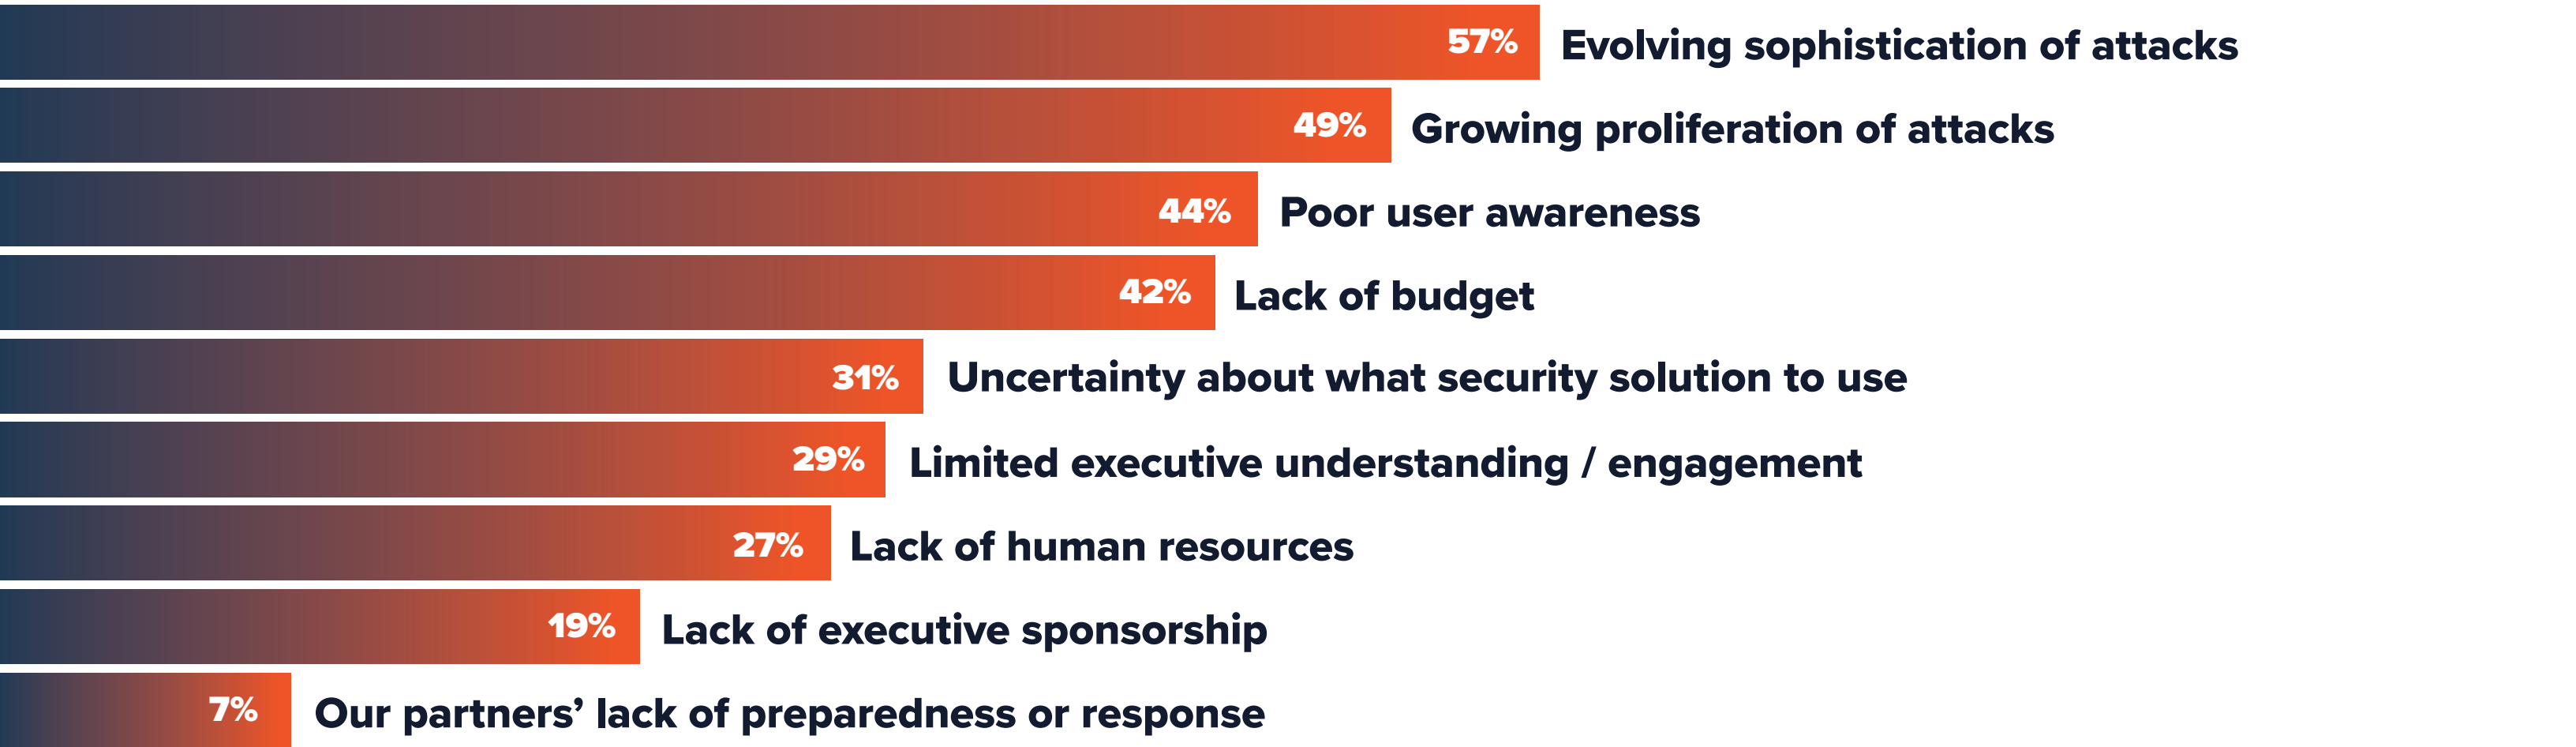 57% Evolving sophistication of attacks
49% Growing proliferation of attacks
44% Poor user awareness
42% Lack of budget
31% Uncertainty about what security solution to use
29% Limited executive understanding / engagement
27% Lack of human resources
19% Lack of executive sponsorship
7% Our partners’ lack of preparedness or response